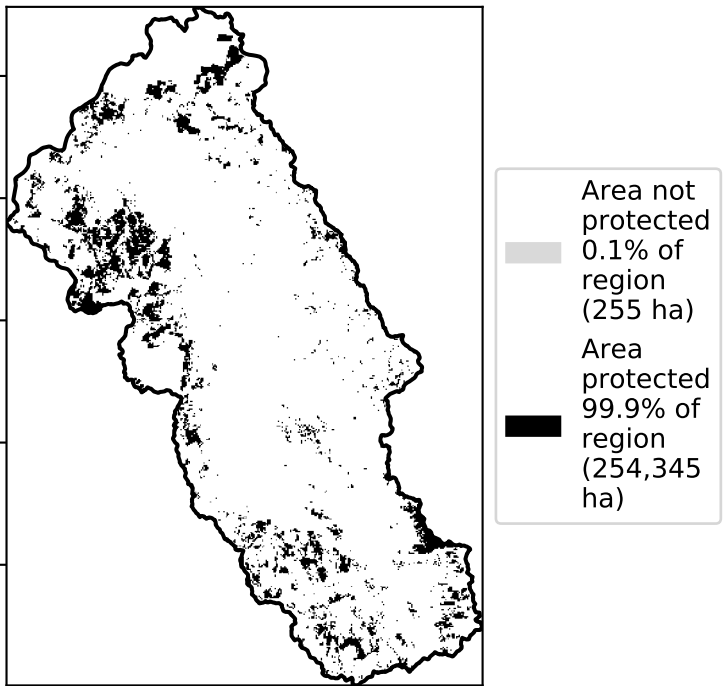 Area not
protected
0.1% of
region
(255 ha)
Area
protected
99.9% of
region
(254,345
ha)